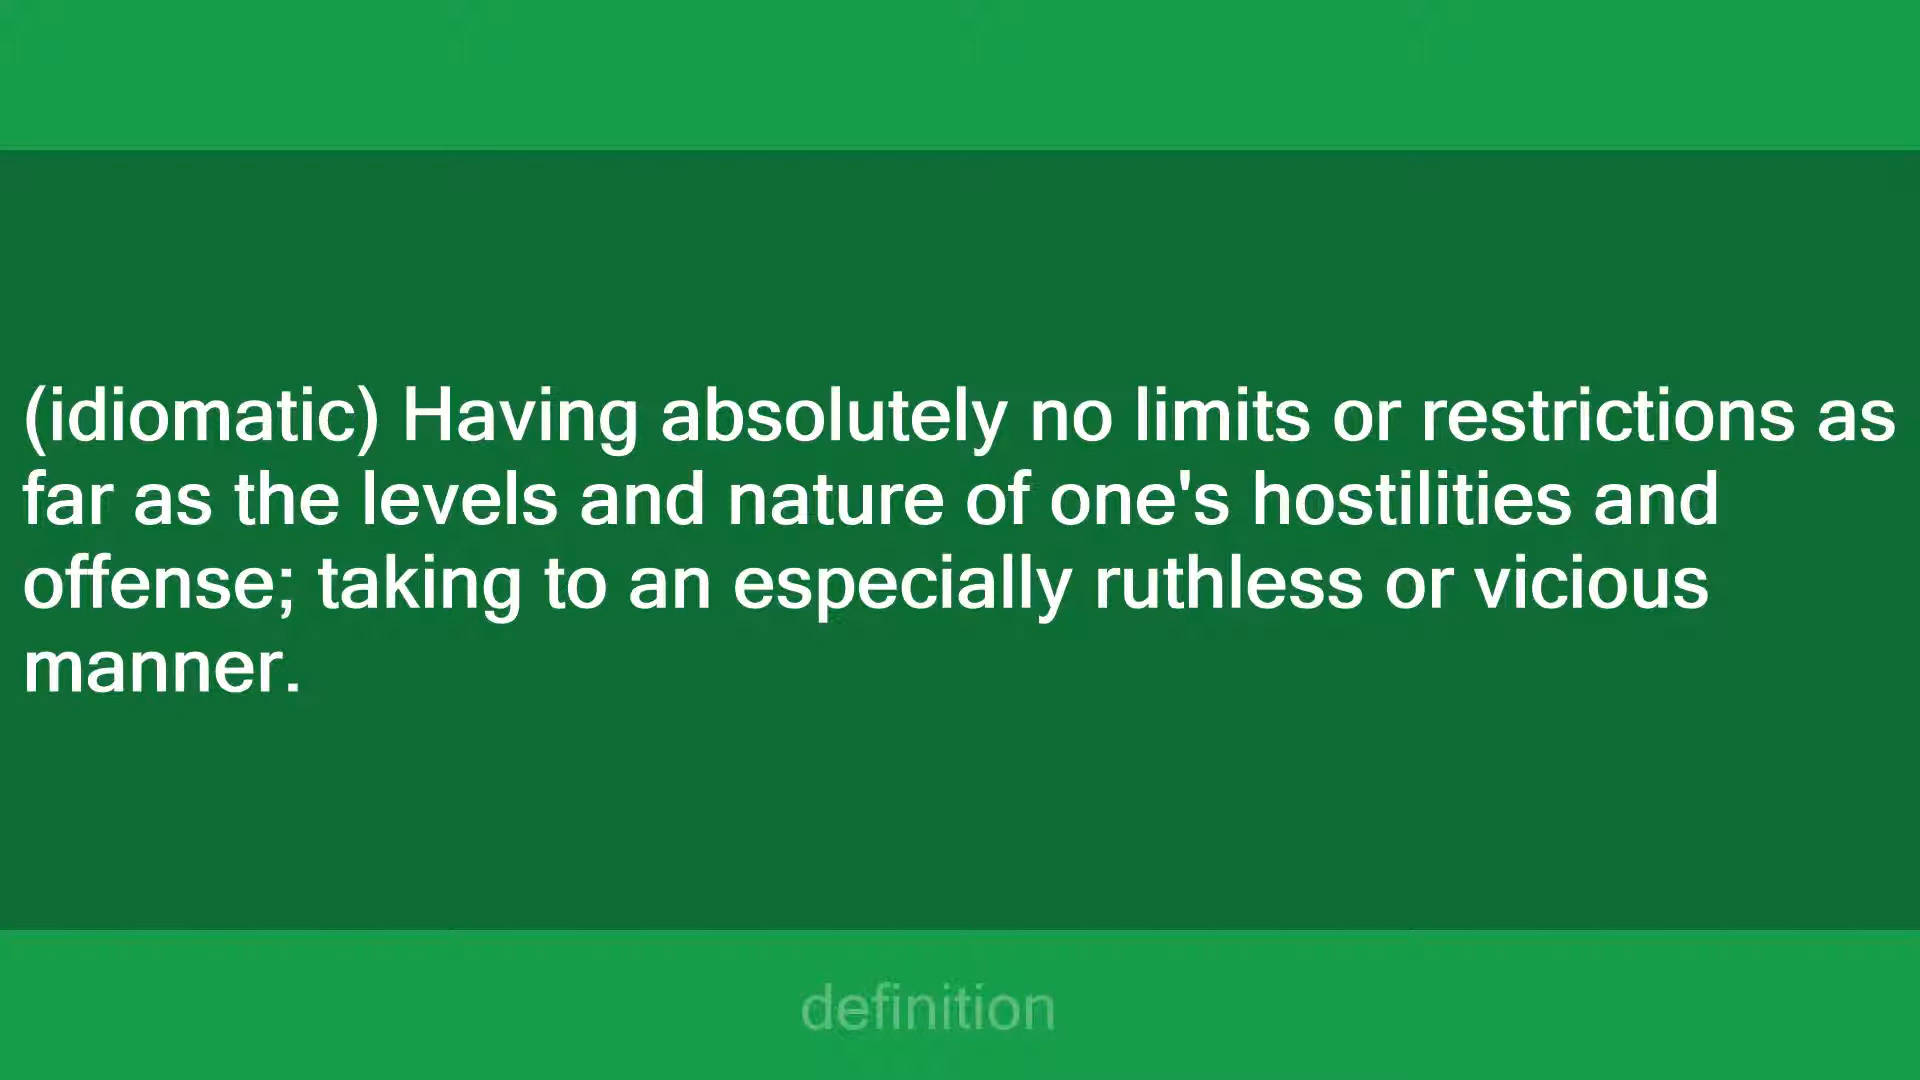 (idiomatic) Having absolutely no limits or restrictions as
far as the levels and nature of one's hostilities and
offense; taking to an especially ruthless or vicious
manner.
definition